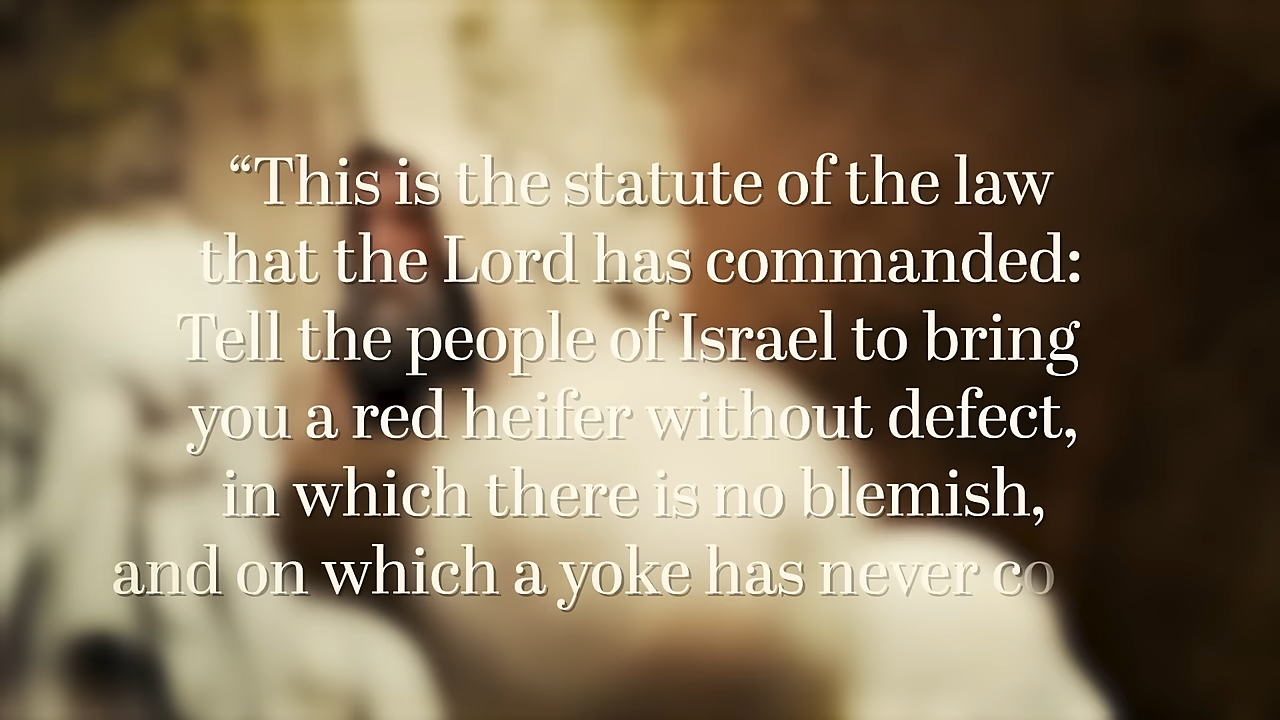 “This is the statute of the law
that the Lord has commanded:
Tell the people of Israel to bring
you a red heifer without defect,
in which there is no blemish,
and on which a yoke has never co